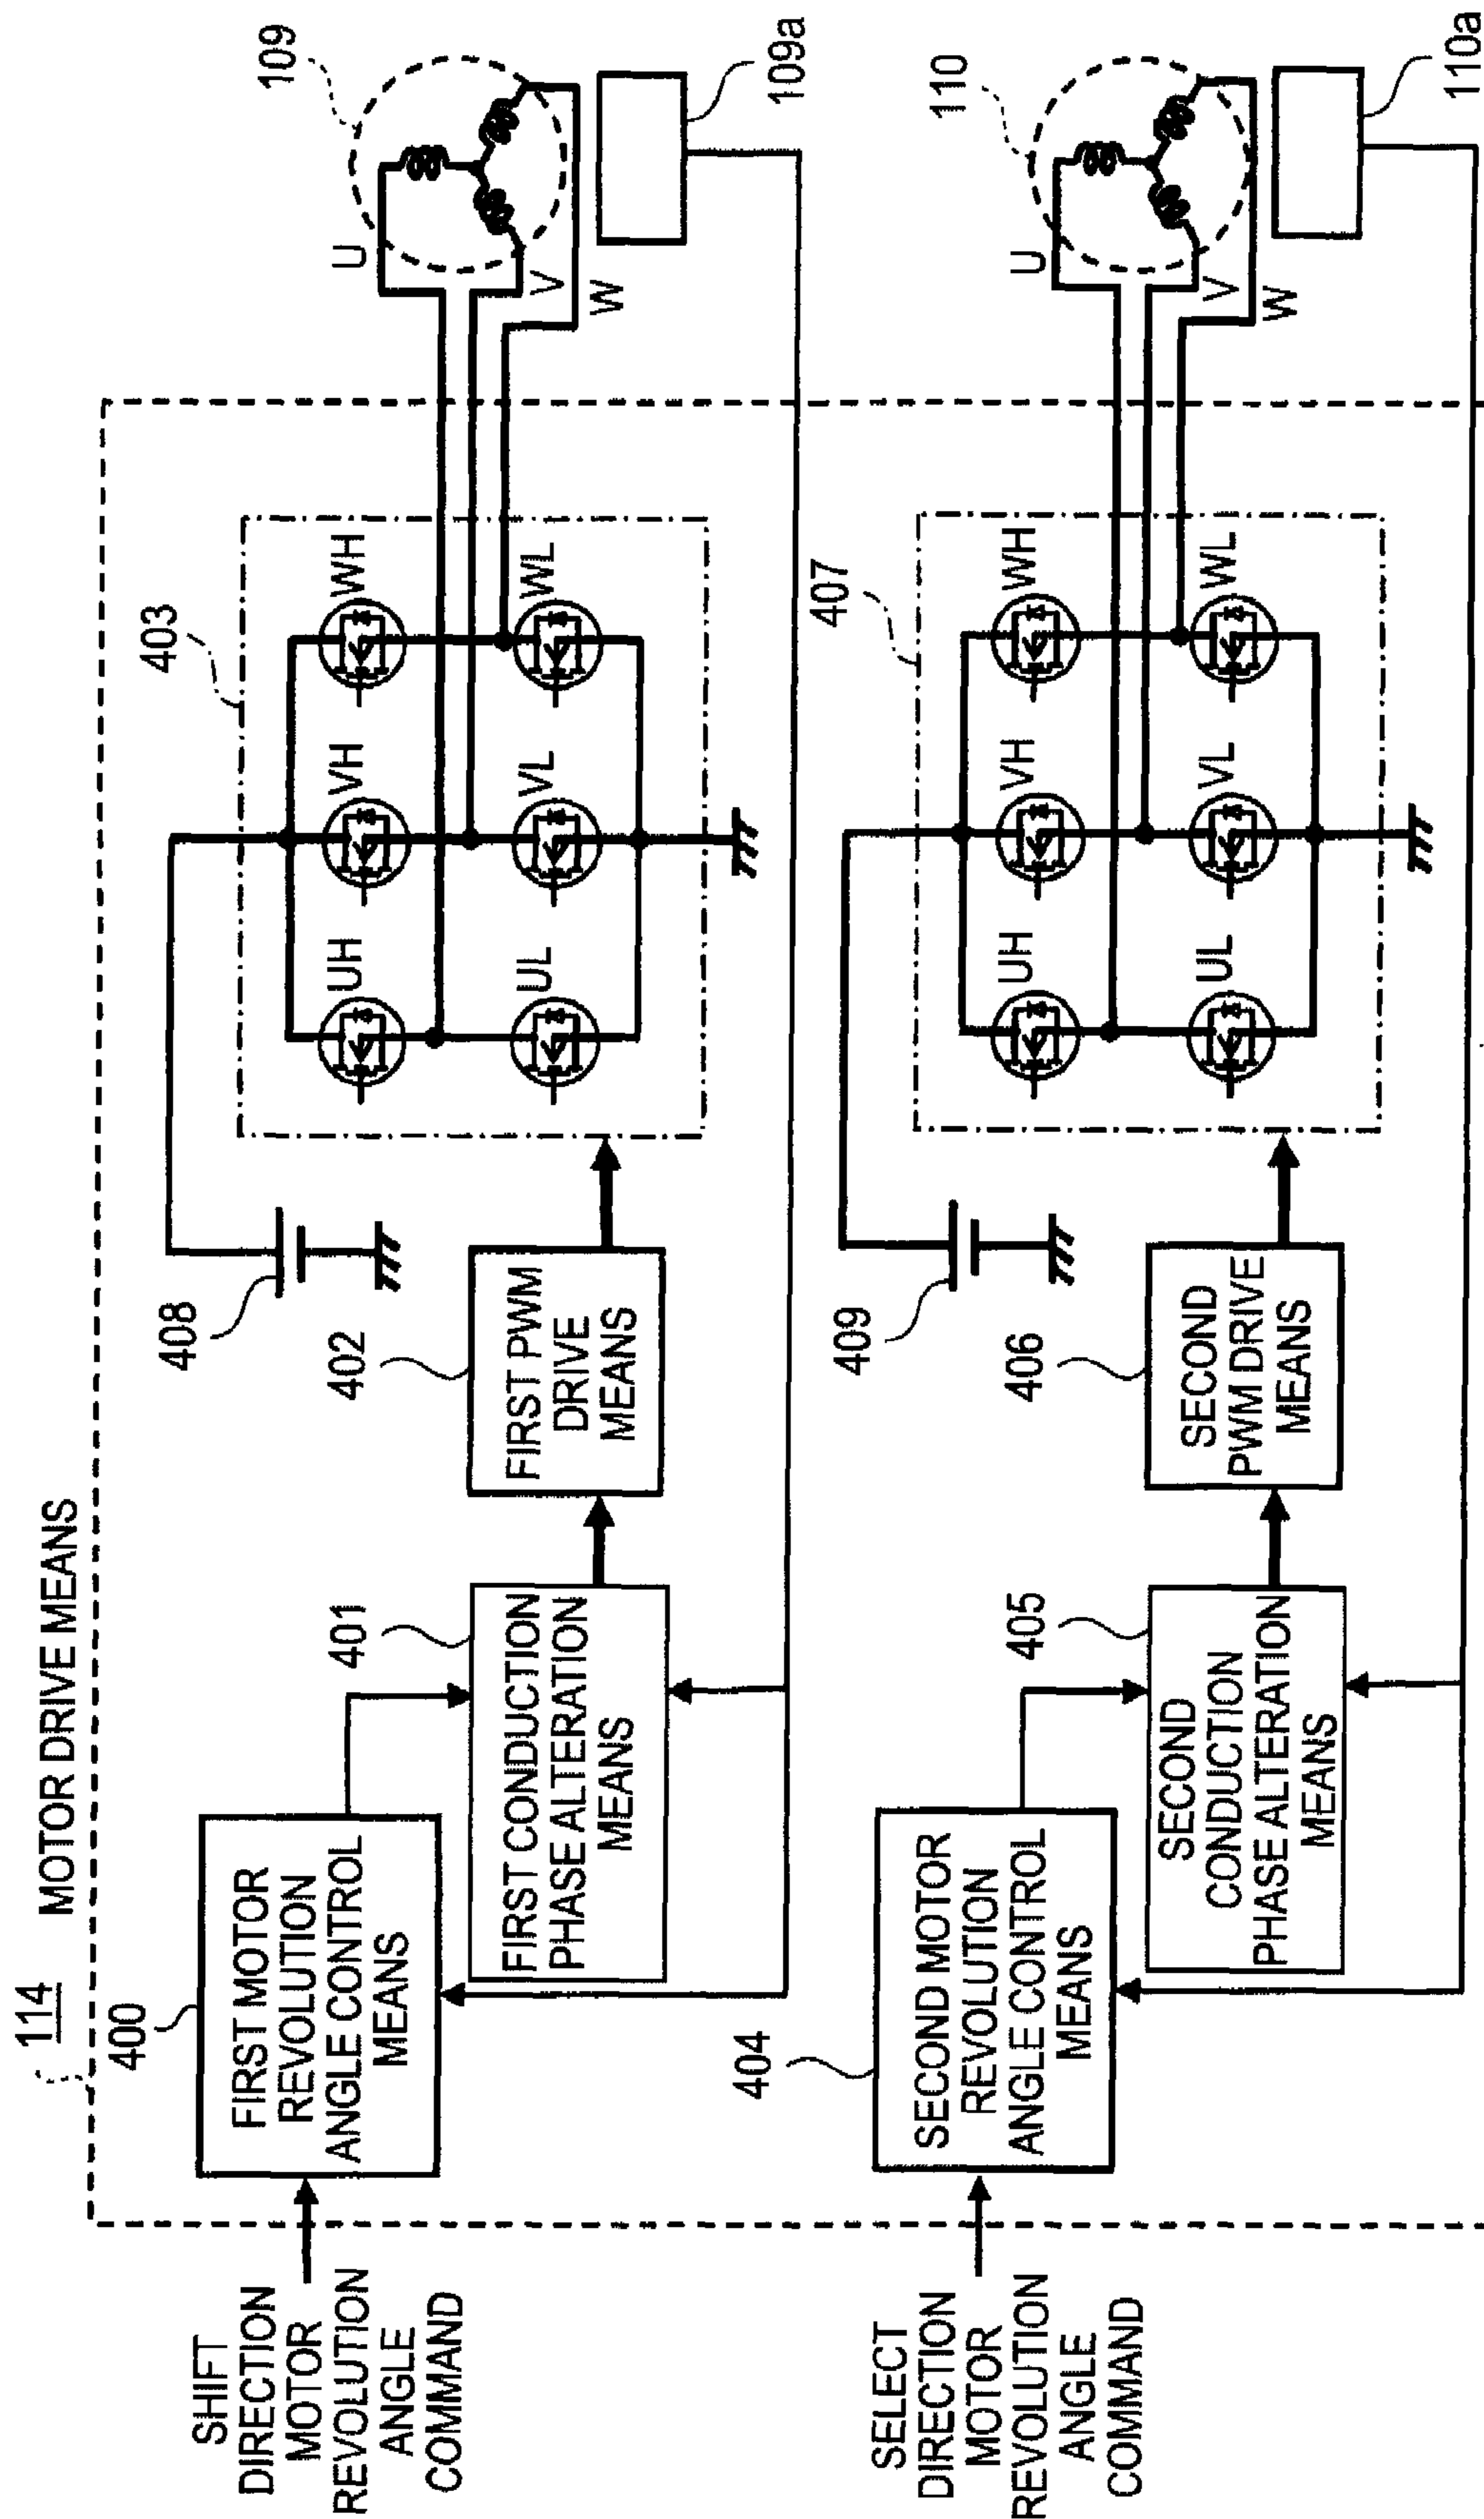 114
MOTOR DRIVE MEANS
SHIFT
DIRECTION
MOTOR
REVOLUTION
ANGLE
COMMAND
400
FIRST MOTOR
REVOLUTION
ANGLE CONTROL
MEANS
401
FIRST CONDUCTION
PHASE ALTERATION
MEANS
402
FIRST PWM
DRIVE
MEANS
408
403
UH
VH
WH
UL
VL
WL
U
V
W
109
109a
SELECT
DIRECTION
MOTOR
REVOLUTION
ANGLE
COMMAND
404
SECOND MOTOR
REVOLUTION
ANGLE CONTROL
MEANS
405
SECOND
CONDUCTION
PHASE ALTERATION
MEANS
406
SECOND
PWM DRIVE
MEANS
409
407
UH
VH
WH
UL
VL
WL
U
V
W
110
110a